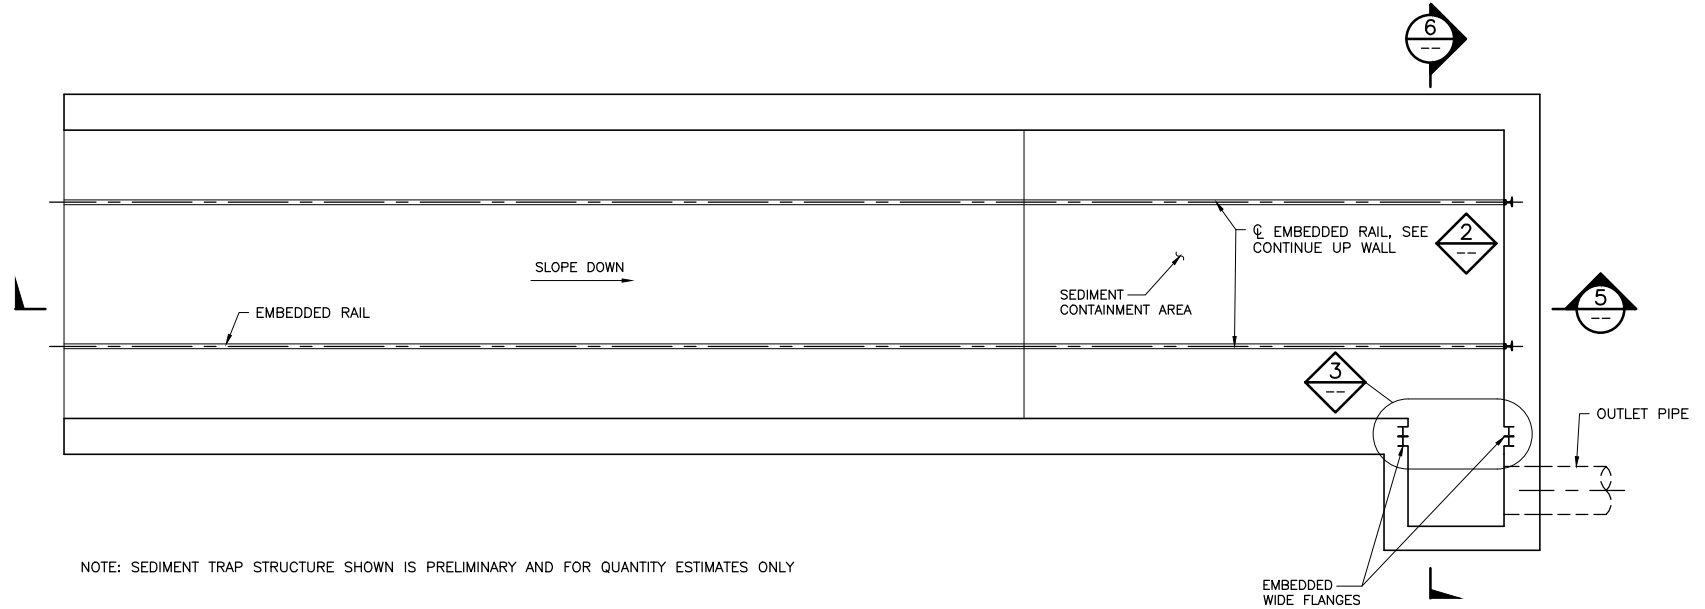 6
--
℄ EMBEDDED RAIL, SEE
CONTINUE UP WALL
2
--
SLOPE DOWN
SEDIMENT
CONTAINMENT AREA
5
--
EMBEDDED RAIL
3
--
OUTLET PIPE
NOTE: SEDIMENT TRAP STRUCTURE SHOWN IS PRELIMINARY AND FOR QUANTITY ESTIMATES ONLY
EMBEDDED
WIDE FLANGES